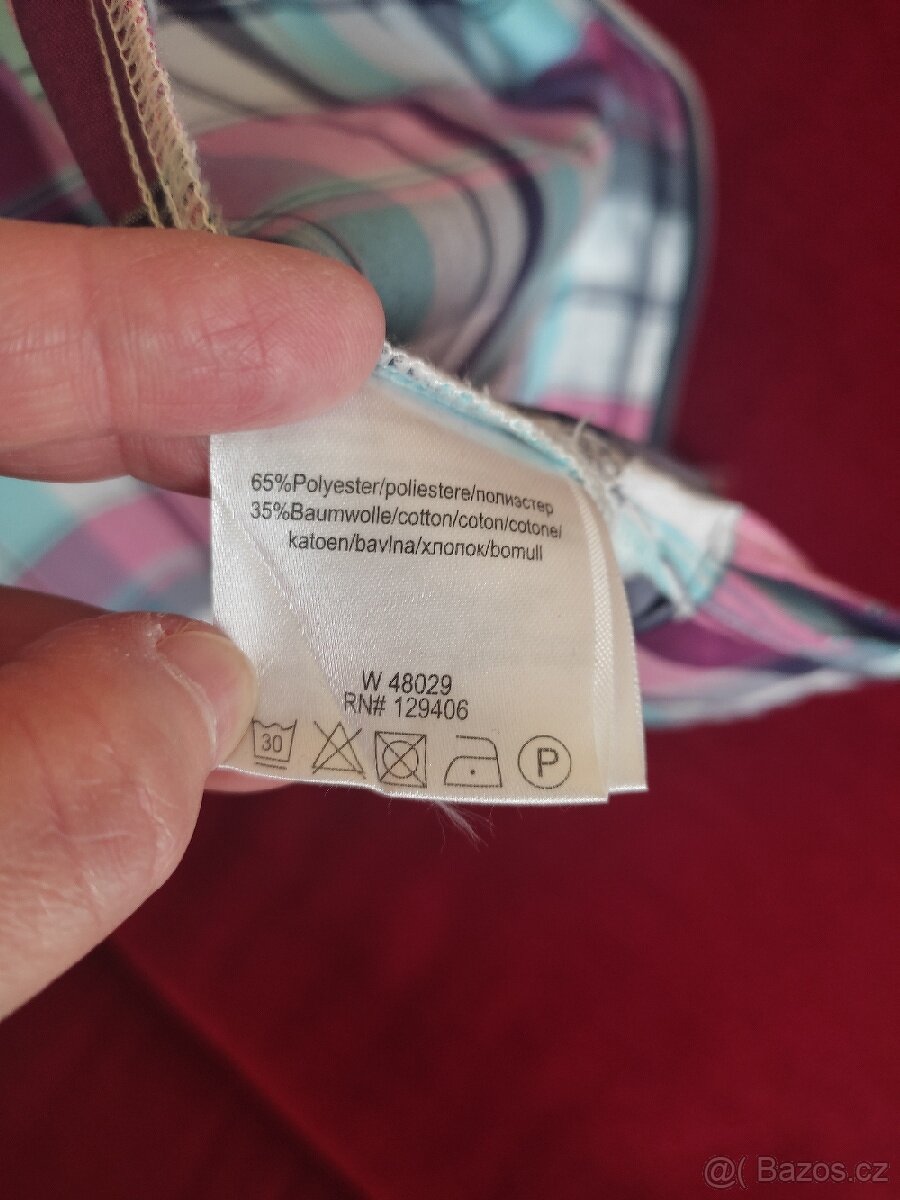 65%Polyester/poliestere/полиэстер
35%Baumwolle/cotton/coton/cotone/
katoen/bavlna/хлопок/bomull
W 48029
RN# 129406
30
P
@( Bazos.cz